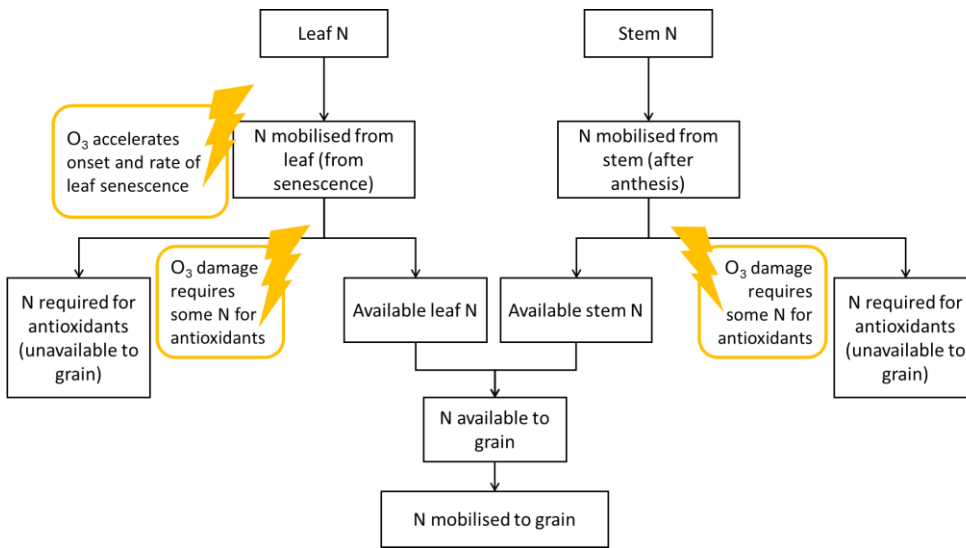 Leaf N
Stem N
O₃ accelerates
onset and rate of
leaf senescence
N mobilised from
leaf (from
senescence)
N mobilised from
stem (after
anthesis)
N required for
antioxidants
(unavailable to
grain)
O₃ damage
requires
some N for
antioxidants
Available leaf N
Available stem N
O₃ damage
requires
some N for
antioxidants
N required for
antioxidants
(unavailable to
grain)
N available to
grain
N mobilised to grain